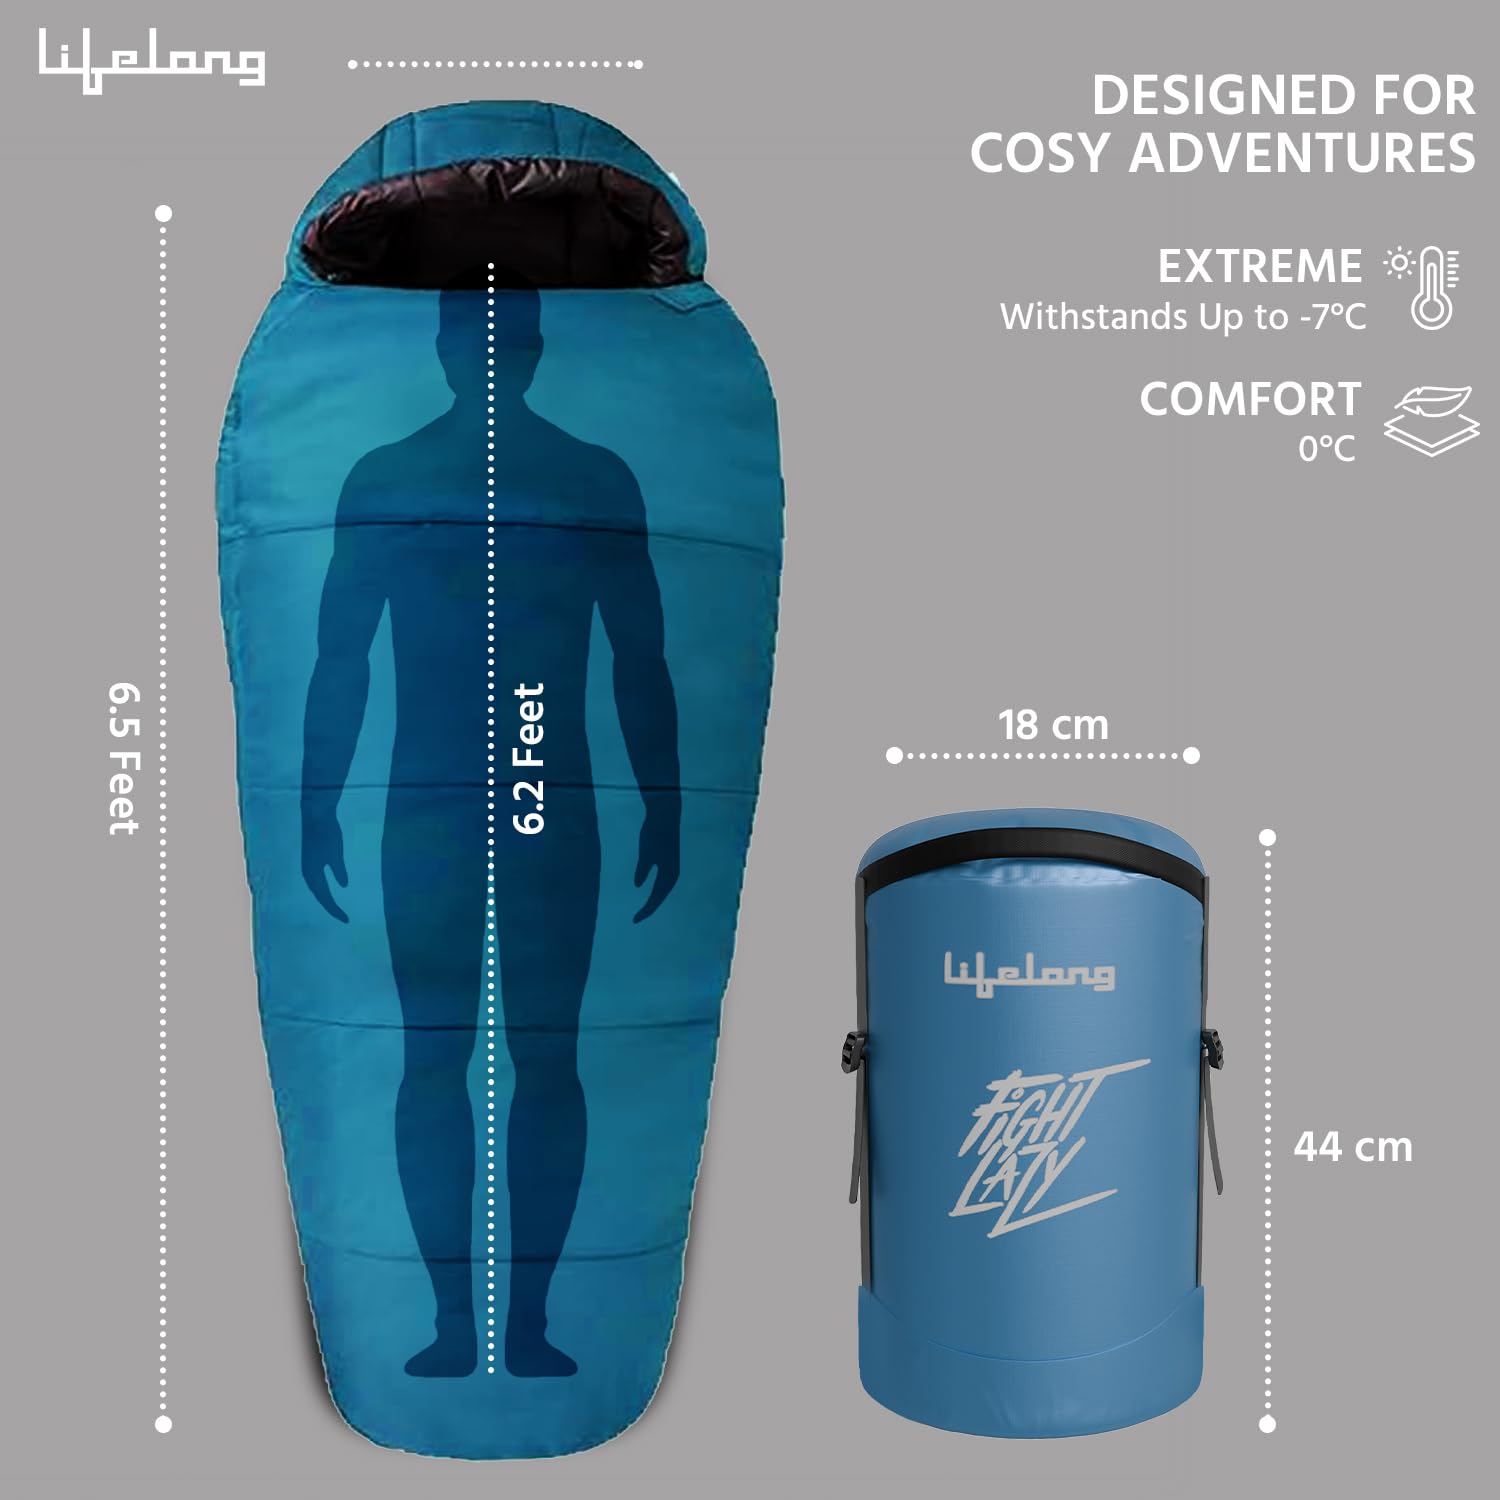 Lifelong
DESIGNED FOR
COSY ADVENTURES
EXTREME
Withstands Up to -7°C
COMFORT
0°C
6.5 Feet
6.2 Feet
18 cm
44 cm
Lifelong
FIGHT
LAZY